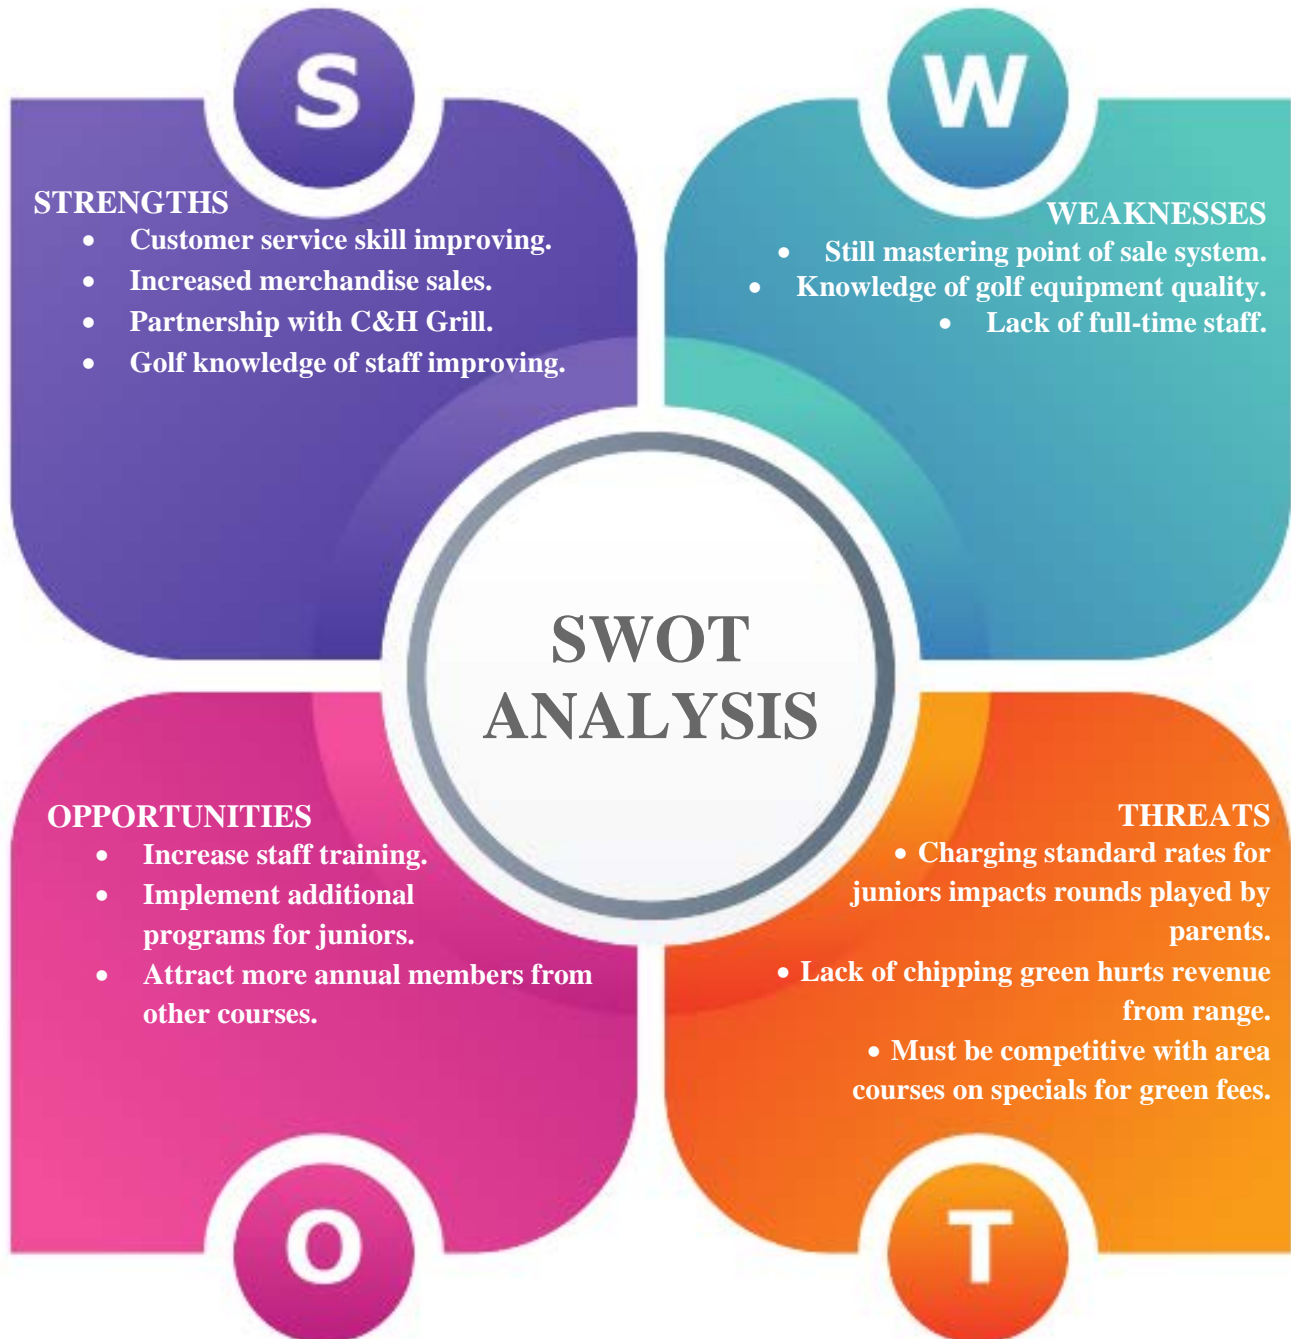 S
STRENGTHS
• Customer service skill improving.
• Increased merchandise sales.
• Partnership with C&H Grill.
• Golf knowledge of staff improving.
W
WEAKNESSES
• Still mastering point of sale system.
• Knowledge of golf equipment quality.
• Lack of full-time staff.
SWOT
ANALYSIS
OPPORTUNITIES
• Increase staff training.
• Implement additional
programs for juniors.
• Attract more annual members from
other courses.
O
THREATS
• Charging standard rates for
juniors impacts rounds played by
parents.
• Lack of chipping green hurts revenue
from range.
• Must be competitive with area
courses on specials for green fees.
T